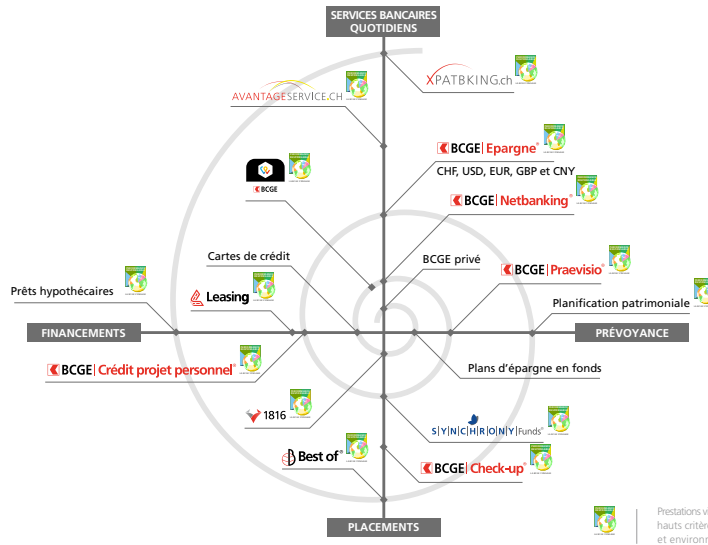 SERVICES BANCAIRES
QUOTIDIENS
XPATBKING.ch
AVANTAGESERVICE.CH
BCGE|Epargne®
CHF, USD, EUR, GBP et CNY
BCGE
BCGE|Netbanking®
Cartes de crédit
BCGE privé
BCGE|Praevisio®
Prêts hypothécaires
Leasing
Planification patrimoniale
FINANCEMENTS
PRÉVOYANCE
BCGE|Crédit projet personnel®
Plans d'épargne en fonds
1816
S|Y|N|C|H|R|O|N|Y|Funds®
Best of®
BCGE|Check-up®
PLACEMENTS
Prestations
hauts critère
et environn